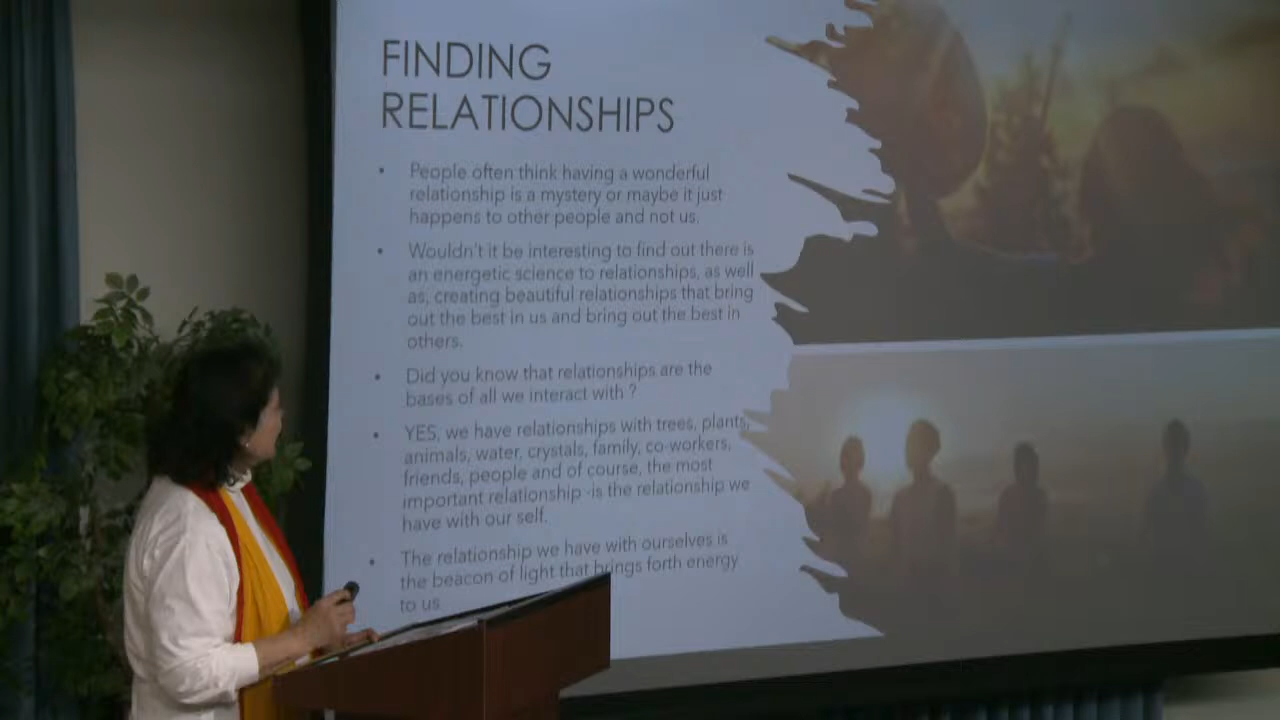 FINDING
RELATIONSHIPS
• People often think having a wonderful
relationship is a mystery or maybe it just
happens to other people and not us.
• Wouldn't it be interesting to find out there is
an energetic science to relationships, as well
as, creating beautiful relationships that bring
out the best in us and bring out the best in
others.
• Did you know that relationships are the
bases of all we interact with ?
• YES, we have relationships with trees, plants,
animals, water, crystals, family, co-workers,
friends, people and of course, the most
important relationship -is the relationship we
have with our self.
• The relationship we have with ourselves is
the beacon of light that brings forth energy
to us